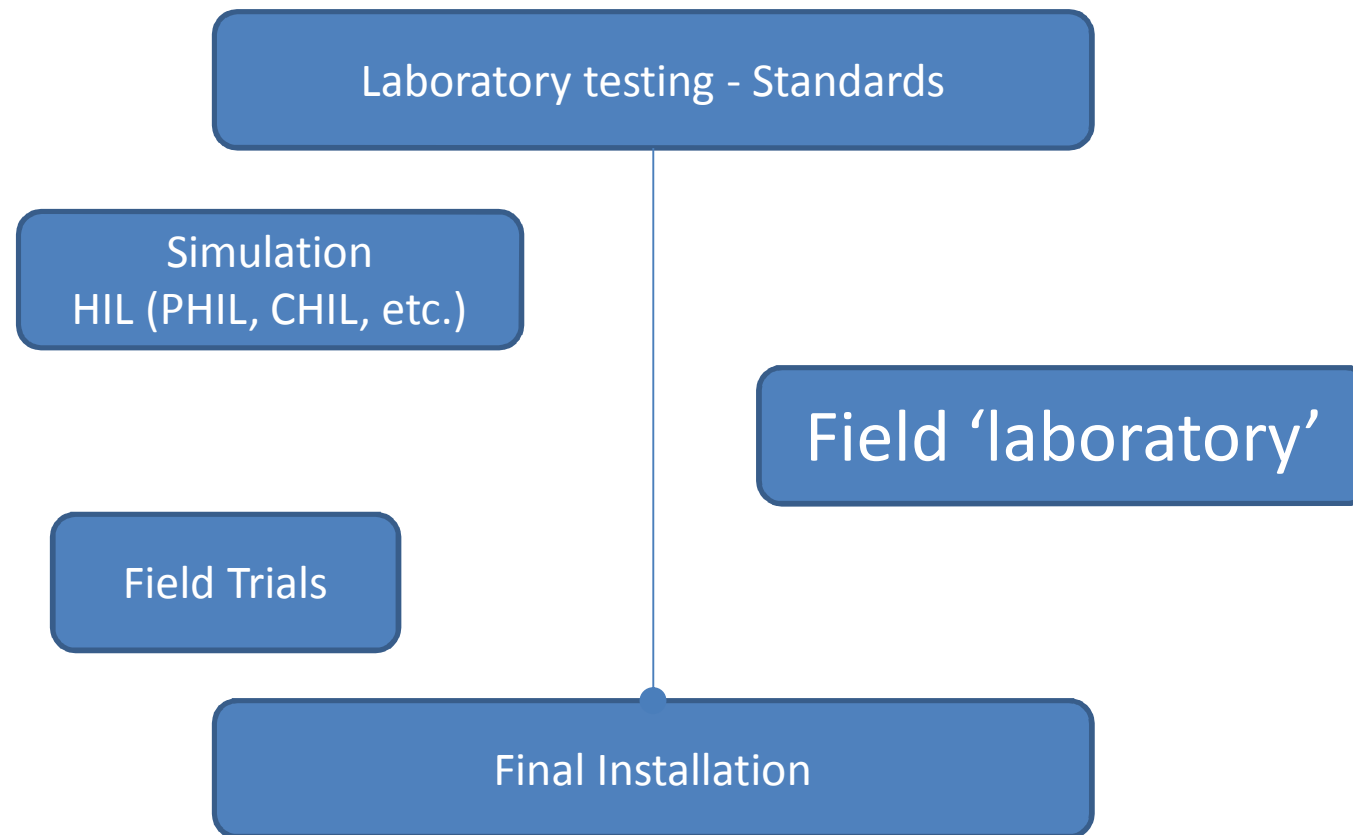 Laboratory testing - Standards
Simulation
HIL (PHIL, CHIL, etc.)
Field ‘laboratory’
Field Trials
Final Installation